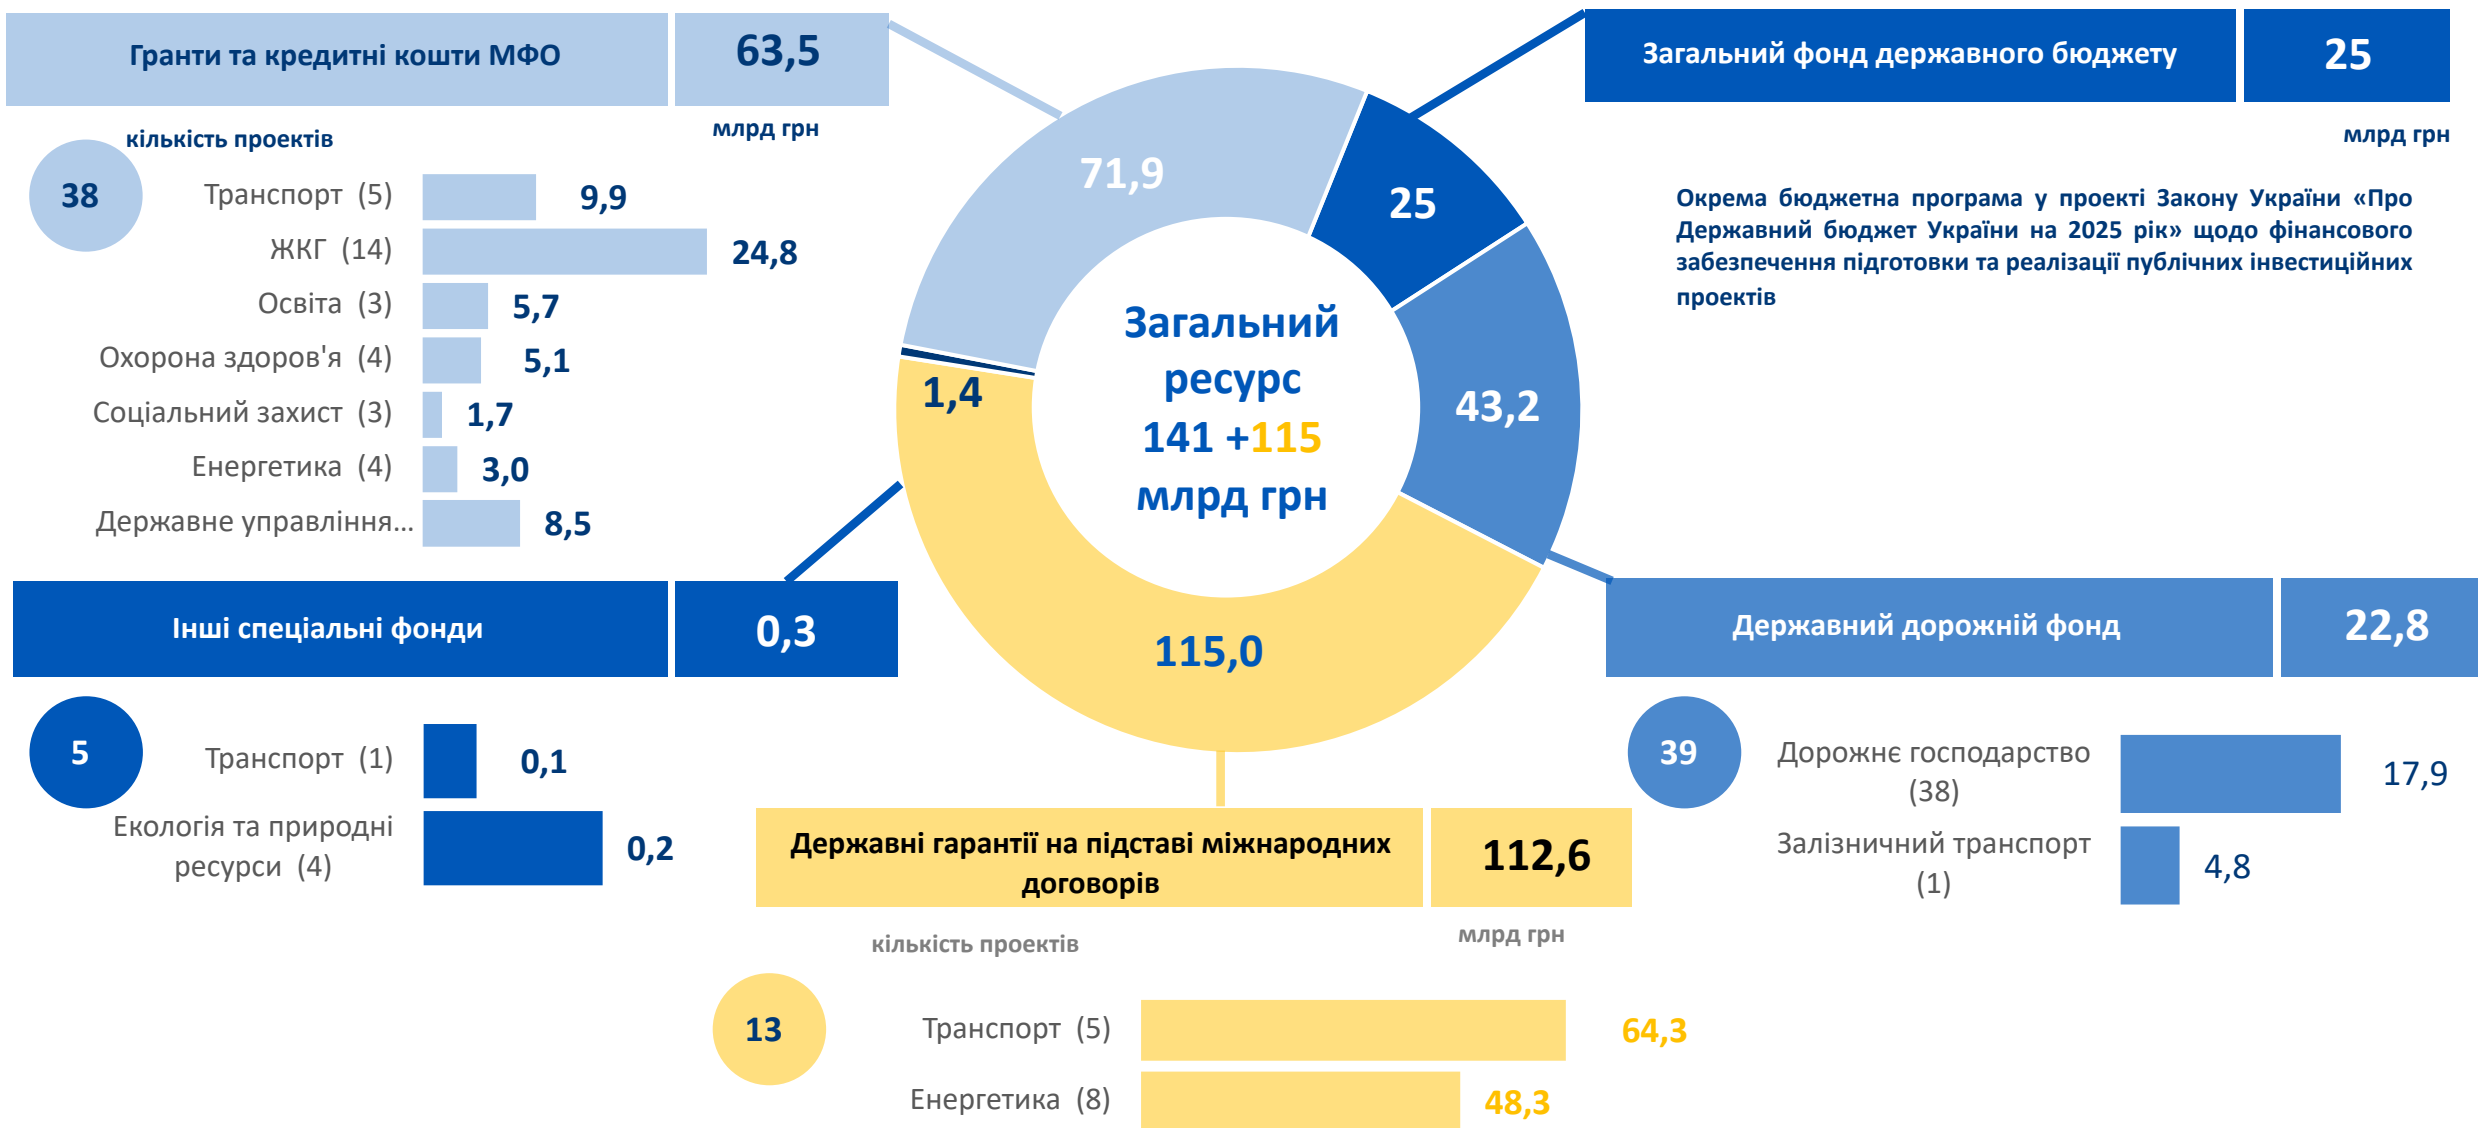 Гранти та кредитні кошти МФО
63,5
кількість проектів
млрд грн
38
Транспорт (5)
9,9
ЖКГ (14)
24,8
Освіта (3)
5,7
Охорона здоров'я (4)
5,1
Соціальний захист (3)
1,7
Енергетика (4)
3,0
Державне управління...
8,5
Загальний фонд державного бюджету
25
млрд грн
Окрема бюджетна програма у проекті Закону України «Про
Державний бюджет України на 2025 рік» щодо фінансового
забезпечення підготовки та реалізації публічних інвестиційних
проектів
71,9
25
43,2
1,4
115,0
Загальний
ресурс
141 +115
млрд грн
Інші спеціальні фонди
0,3
5
Транспорт (1)
0,1
Екологія та природні
ресурси (4)
0,2
Державний дорожній фонд
22,8
39
Дорожнє господарство
(38)
17,9
Залізничний транспорт
(1)
4,8
Державні гарантії на підставі міжнародних
договорів
112,6
кількість проектів
млрд грн
13
Транспорт (5)
64,3
Енергетика (8)
48,3